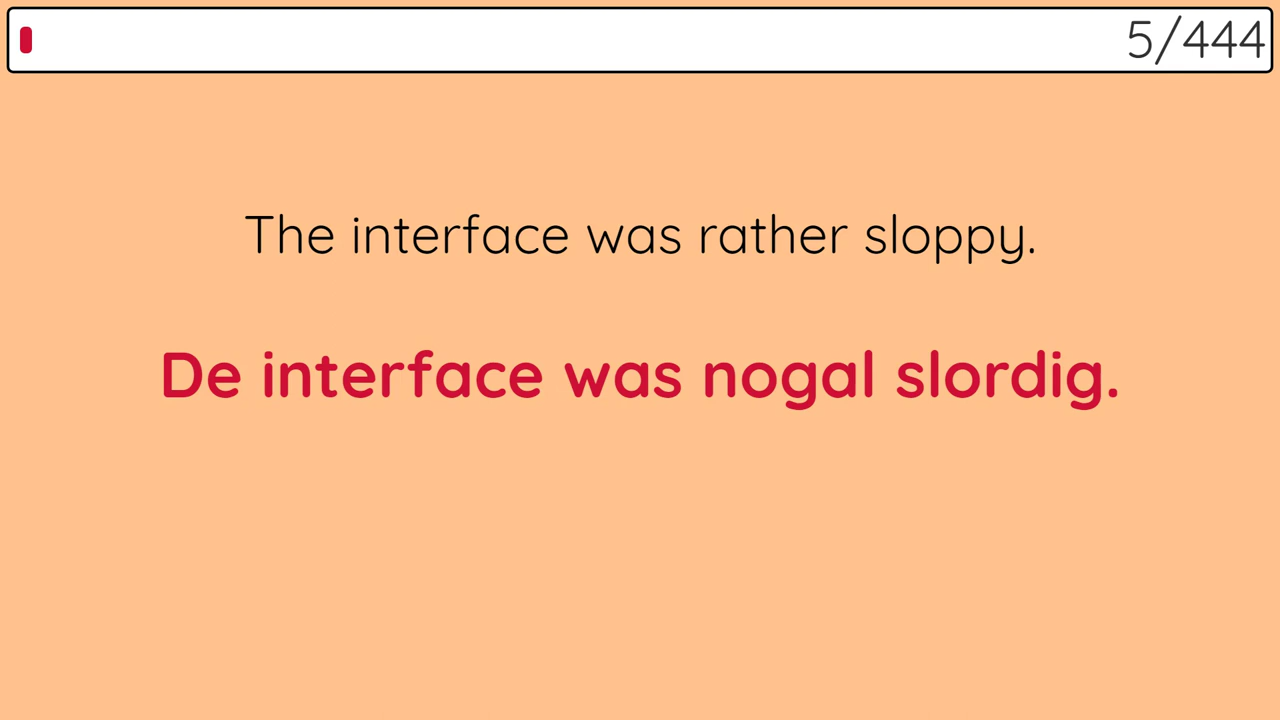 5/444
The interface was rather sloppy.
De interface was nogal slordig.